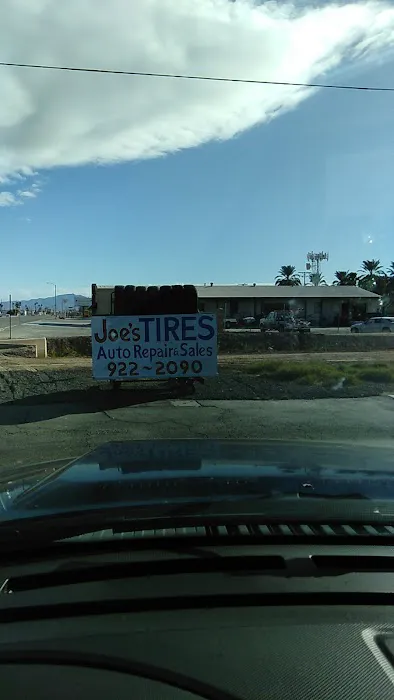 Joe's TIRES
Auto Repair & Sales
922~2090